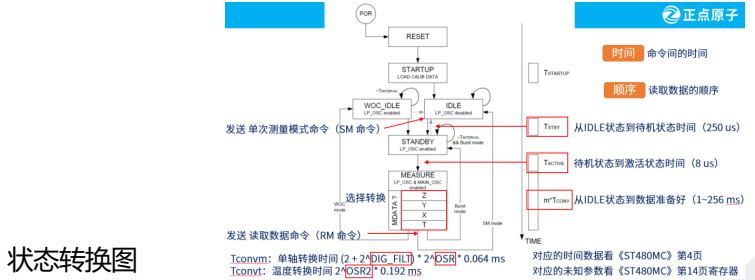 正点原子
POR
RESET
STARTUP
LOAD CALIB DATA
TSTARTUP
时间 命令间的时间
顺序 读取数据的顺序
~TINTERVAL
WOC_IDLE
LP_OSC enabled
IDLE
LP_OSC disabled
发送 单次测量模式命令（SM 命令）
TSTBY
从IDLE状态到待机状态时间（250 us）
STANDBY
LP_OSC enabled
~TINTERVAL
&& Burst mode
TACTIVE
待机状态到激活状态时间（8 us）
MEASURE
LP_OSC & MAIN_OSC
enabled
选择转换
MDATA ?
Z
Y
X
T
WOC
mode
Burst
mode
SM mode
m*TCONV
从IDLE状态到数据准备好（1~256 ms）
发送 读取数据命令（RM 命令）
TIME
Tconvm：单轴转换时间 (2 + 2^DIG_FILT) * 2^OSR * 0.064 ms
Tconvt：温度转换时间 2^OSR2 * 0.192 ms
对应的时间数据看《ST480MC》第4页
对应的未知参数看《ST480MC》第14页寄存器
状态转换图